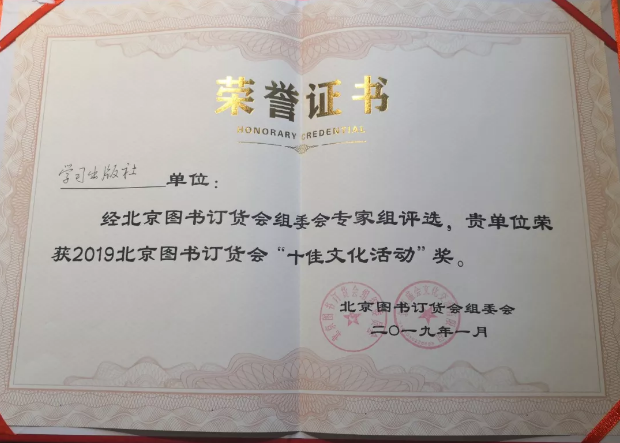 荣誉证书
HONORARY CREDENTIAL
学习出版社 单位：
经北京图书订货会组委会专家组评选，贵单位荣
获2019北京图书订货会“十佳文化活动”奖。
北京图书订货会组委会
二〇一九年一月